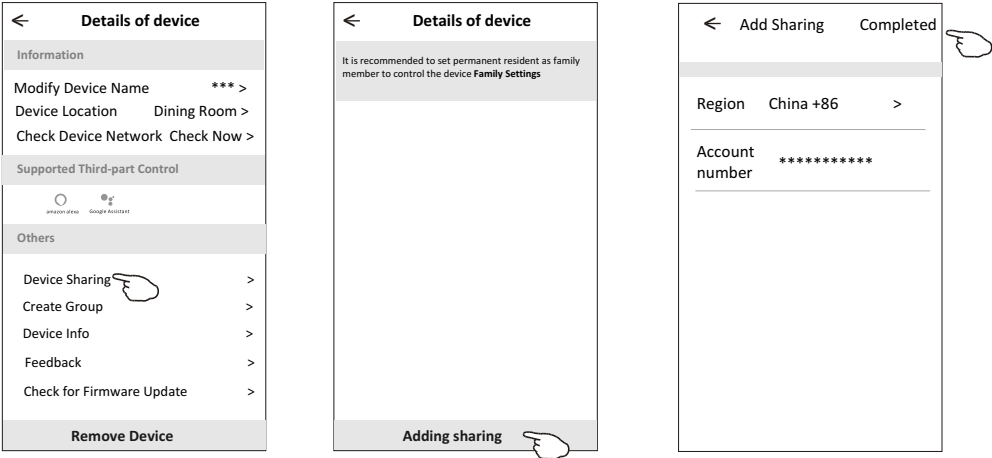 Details of device
Information
Modify Device Name *** >
Device Location Dining Room >
Check Device Network Check Now >
Supported Third-part Control
amazon alexa Google Assistant
Others
Device Sharing >
Create Group >
Device Info >
Feedback >
Check for Firmware Update >
Remove Device
Details of device
It is recommended to set permanent resident as family
member to control the device Family Settings
Adding sharing
Add Sharing Completed
Region China +86 >
Account
number ***********